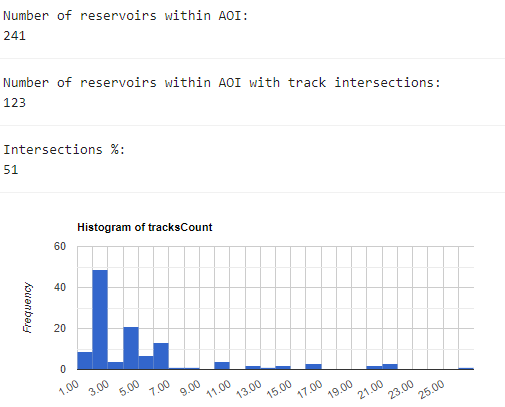 Number of reservoirs within AOI:
241
Number of reservoirs within AOI with track intersections:
123
Intersections %:
51
Histogram of tracksCount
60
40
20
0
Frequency
1.00 3.00 5.00 7.00 9.00 11.00 13.00 15.00 17.00 19.00 21.00 23.00 25.00